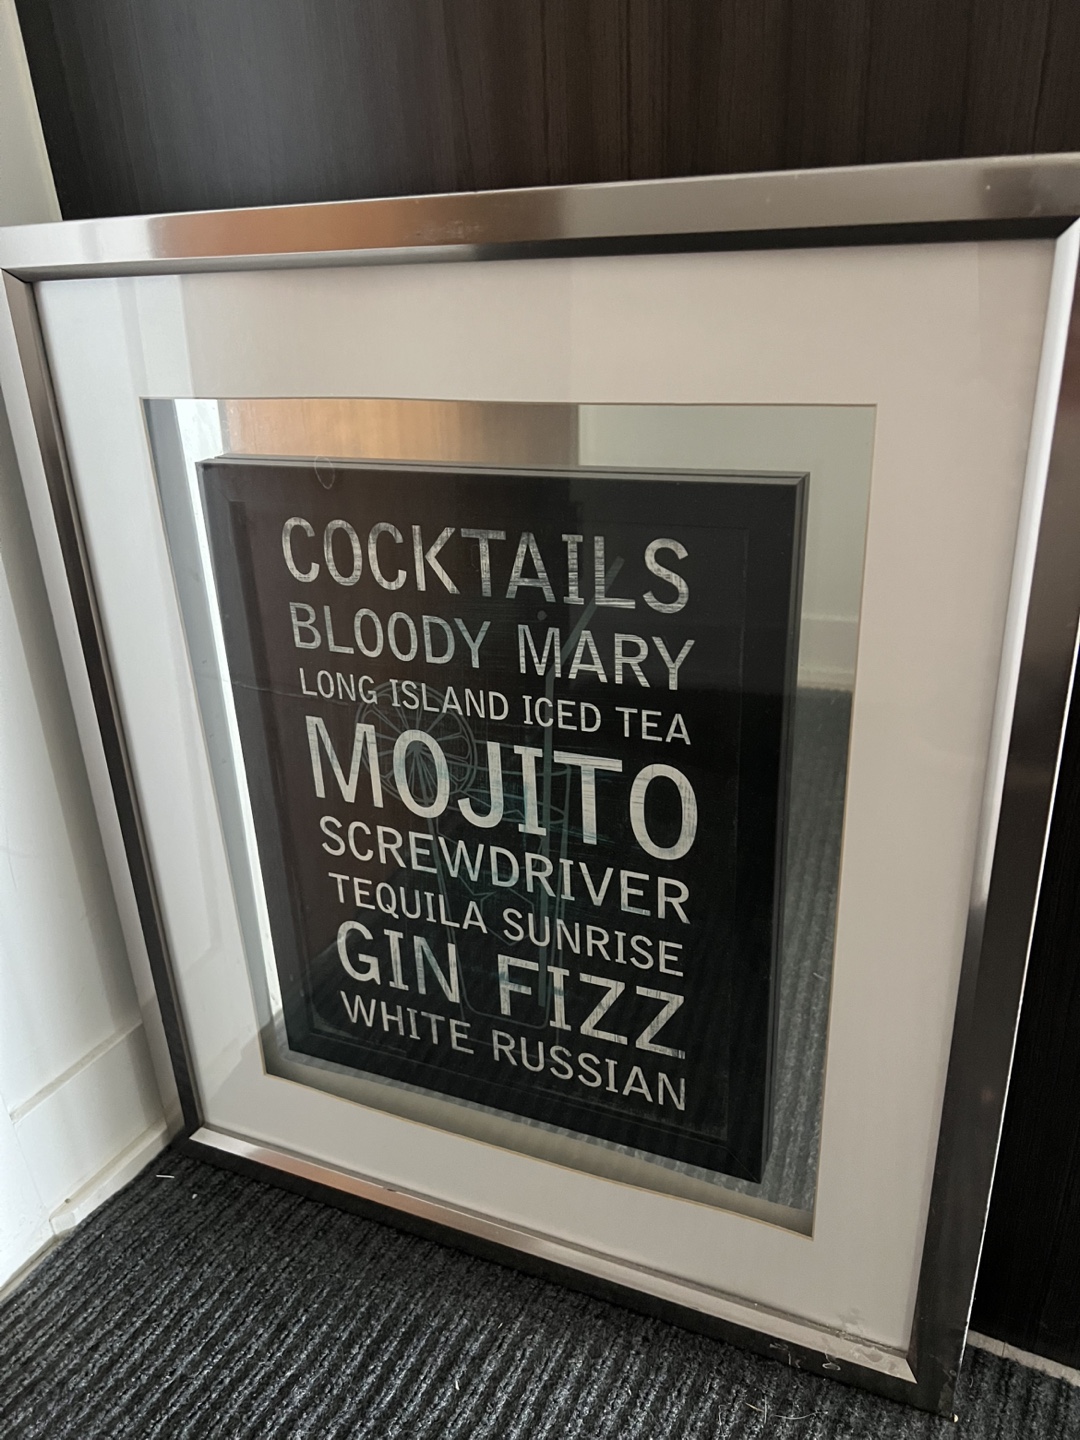 COCKTAILS
BLOODY MARY
LONG ISLAND ICED TEA
MOJITO
SCREWDRIVER
TEQUILA SUNRISE
GIN FIZZ
WHITE RUSSIAN